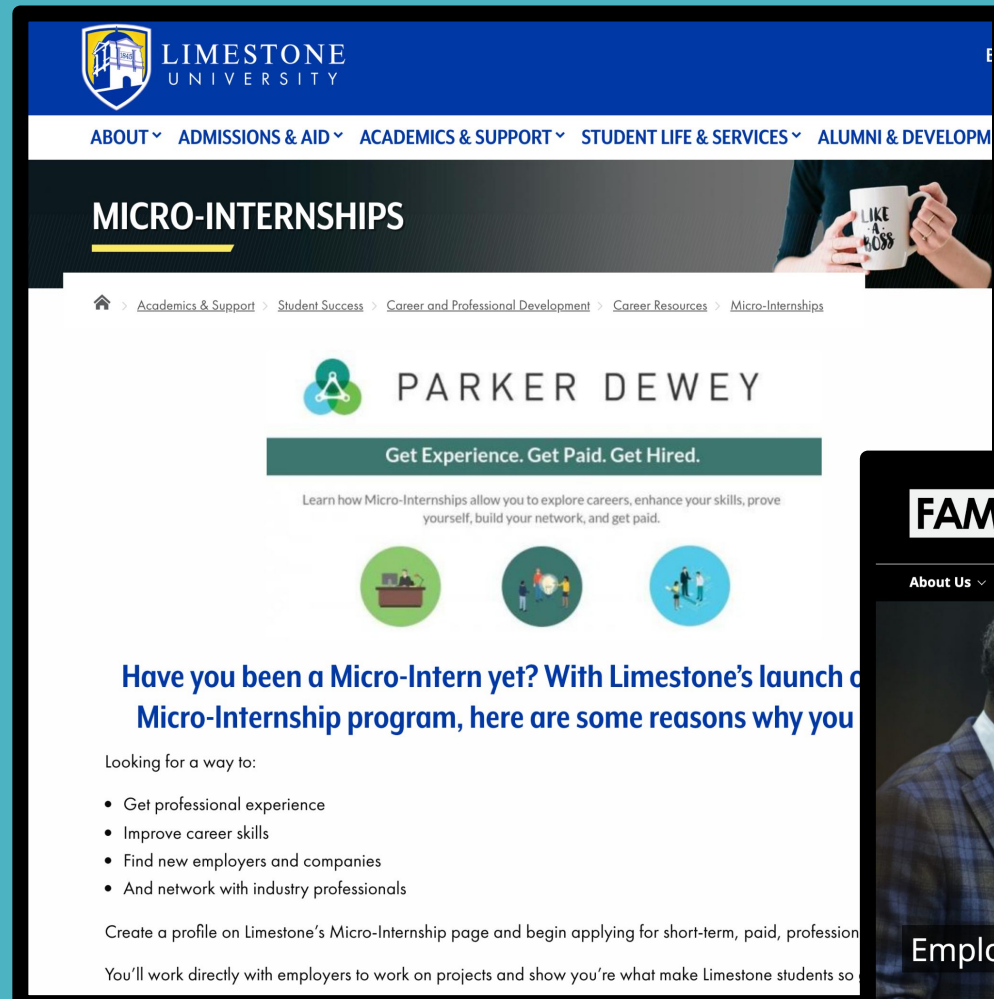 1845
LIMESTONE
UNIVERSITY
ABOUT ADMISSIONS & AID ACADEMICS & SUPPORT STUDENT LIFE & SERVICES ALUMNI & DEVELOPM
MICRO-INTERNSHIPS
LIKE
·A·
BOSS
> Academics & Support > Student Success > Career and Professional Development > Career Resources > Micro-Internships
PARKER DEWEY
Get Experience. Get Paid. Get Hired.
Learn how Micro-Internships allow you to explore careers, enhance your skills, prove
yourself, build your network, and get paid.
Have you been a Micro-Intern yet? With Limestone's launch
Micro-Internship program, here are some reasons why you
Looking for a way to:
• Get professional experience
• Improve career skills
• Find new employers and companies
• And network with industry professionals
Create a profile on Limestone's Micro-Internship page and begin applying for short-term, paid, profession
You'll work directly with employers to work on projects and show you're what make Limestone students so
FAM
About Us
Emplo